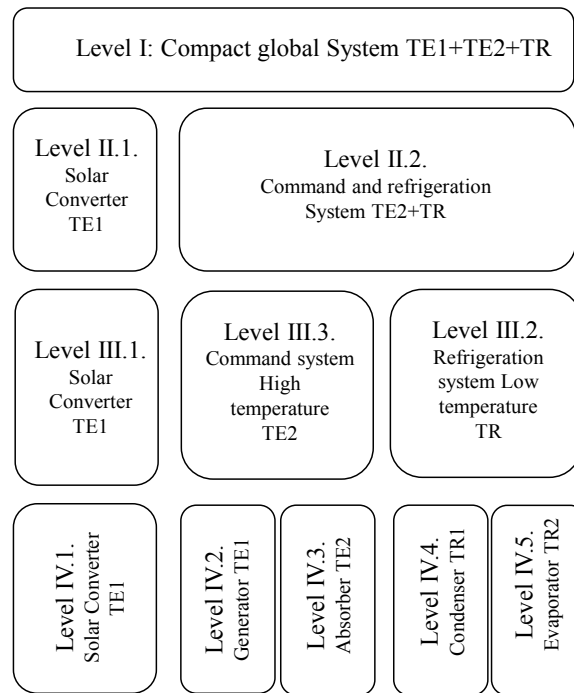 Level I: Compact global System TE1+TE2+TR
Level II.1.
Solar
Converter
TE1
Level II.2.
Command and refrigeration
System TE2+TR
Level III.1.
Solar
Converter
TE1
Level III.3.
Command system
High
temperature
TE2
Level III.2.
Refrigeration
system Low
temperature
TR
Level IV.1.
Solar Converter
TE1
Level IV.2.
Generator TE1
Level IV.3.
Absorber TE2
Level IV.4.
Condenser TR1
Level IV.5.
Evaporator TR2